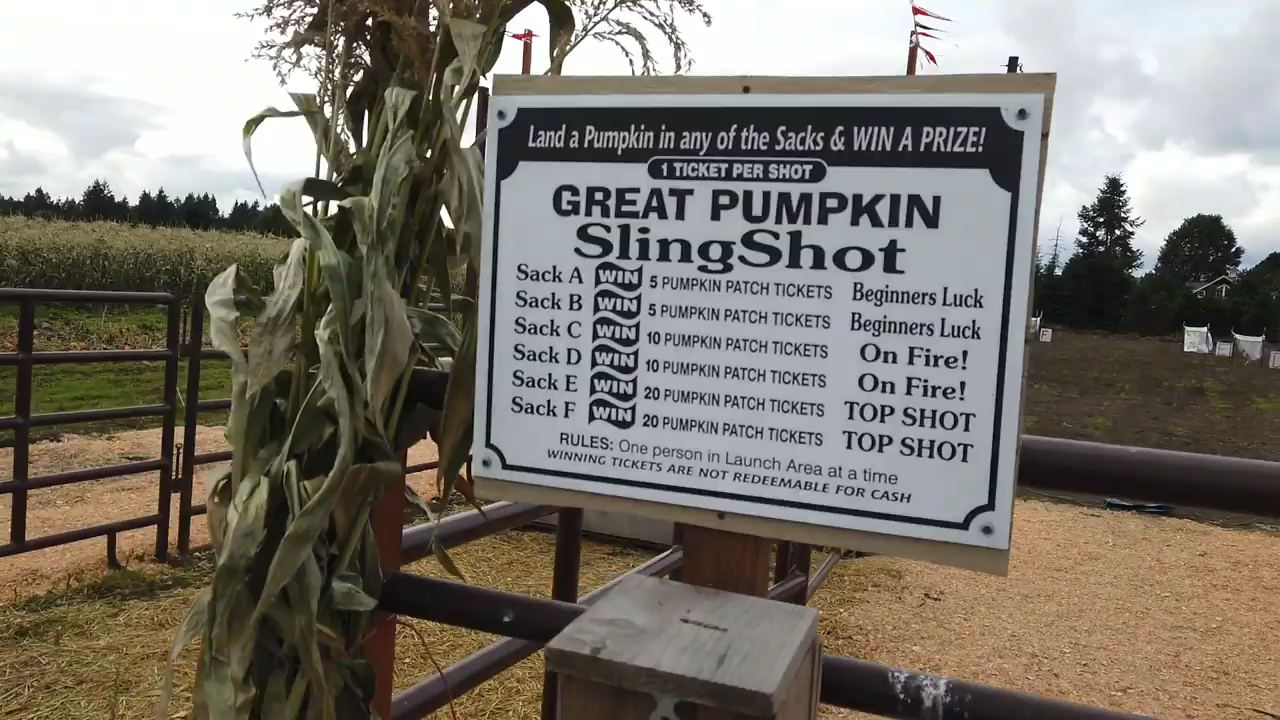 Land a Pumpkin in any of the Sacks & WIN A PRIZE!
1 TICKET PER SHOT
GREAT PUMPKIN
SlingShot
Sack A WIN 5 PUMPKIN PATCH TICKETS Beginners Luck
Sack B WIN 5 PUMPKIN PATCH TICKETS Beginners Luck
Sack C WIN 10 PUMPKIN PATCH TICKETS On Fire!
Sack D WIN 10 PUMPKIN PATCH TICKETS On Fire!
Sack E WIN 20 PUMPKIN PATCH TICKETS TOP SHOT
Sack F WIN 20 PUMPKIN PATCH TICKETS TOP SHOT
RULES: One person in Launch Area at a time
WINNING TICKETS ARE NOT REDEEMABLE FOR CASH